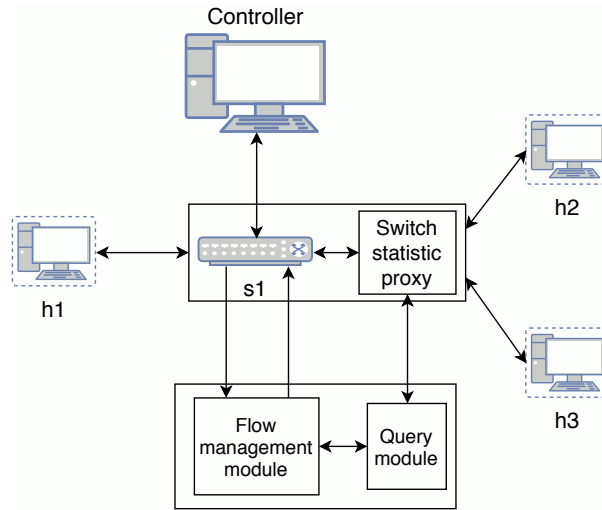 Controller
h2
Switch
statistic
proxy
s1
h1
Flow
management
module
Query
module
h3